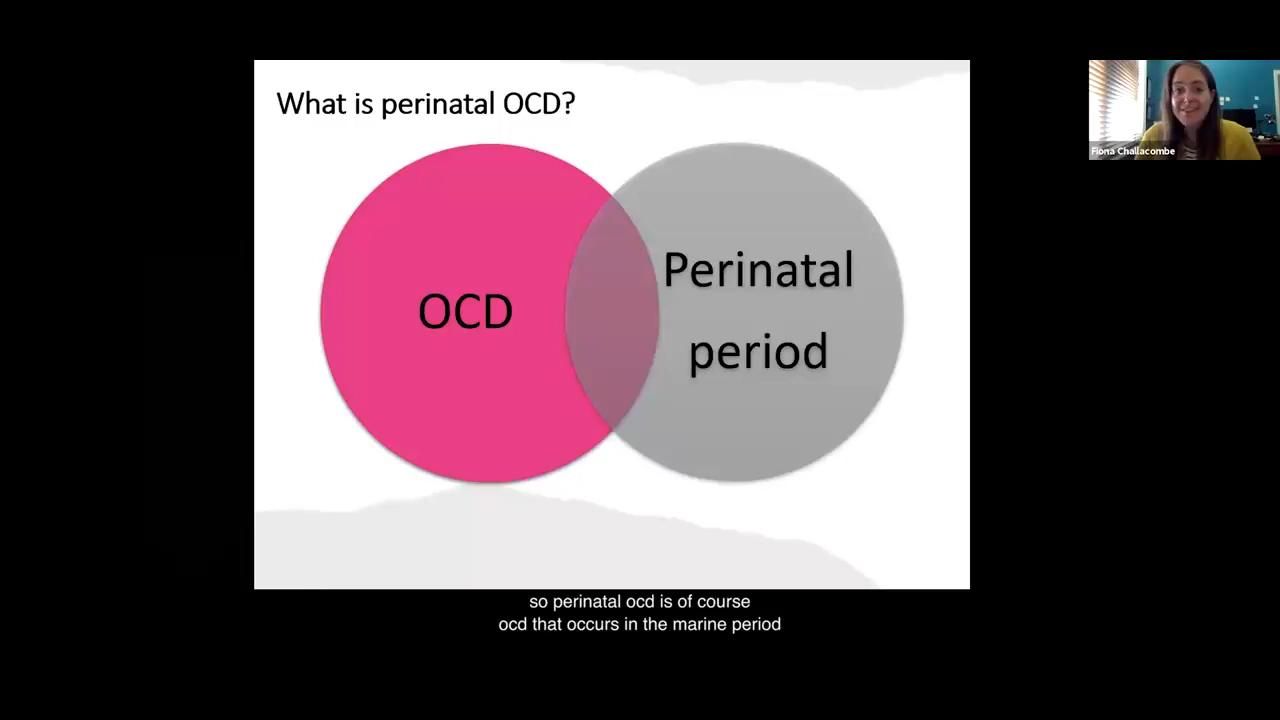 What is perinatal OCD?
OCD
Perinatal
period
Fiona Challacombe
so perinatal ocd is of course
ocd that occurs in the marine period